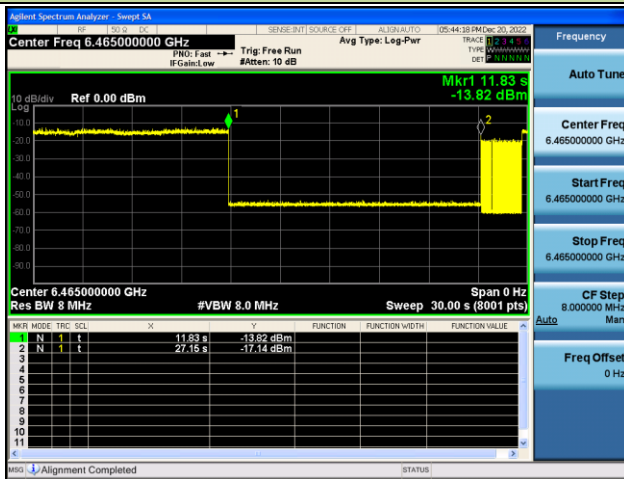 Agilent Spectrum Analyzer - Swept SA
RF 50 Ω DC SENSE:INT SOURCE OFF ALIGNAUTO 05:44:18 PM Dec 20, 2022
Center Freq 6.465000000 GHz
PNO: Fast
IFGain:Low
Trig: Free Run
#Atten: 10 dB
Avg Type: Log-Pwr
TRACE 1 2 3 4 5
TYPE
DET P N N N N N
Mkr1 11.83 s
-13.82 dBm
10 dB/div Ref 0.00 dBm
Log
-10.0
-20.0
-30.0
-40.0
-50.0
-60.0
-70.0
-80.0
-90.0
1
2
Center 6.465000000 GHz Span 0 Hz
Res BW 8 MHz #VBW 8.0 MHz Sweep 30.00 s (8001 pts)
MKR MODE TRC SCL X Y FUNCTION FUNCTION WIDTH FUNCTION VALUE
1 N 1 t 11.83 s -13.82 dBm
2 N 1 t 27.15 s -17.14 dBm
3
4
5
6
7
8
9
10
11
MSG Alignment Completed STATUS
Frequency
Auto Tune
Center Freq
6.465000000 GHz
Start Freq
6.465000000 GHz
Stop Freq
6.465000000 GHz
CF Step
8.000000 MHz
Auto Man
Freq Offset
0 Hz